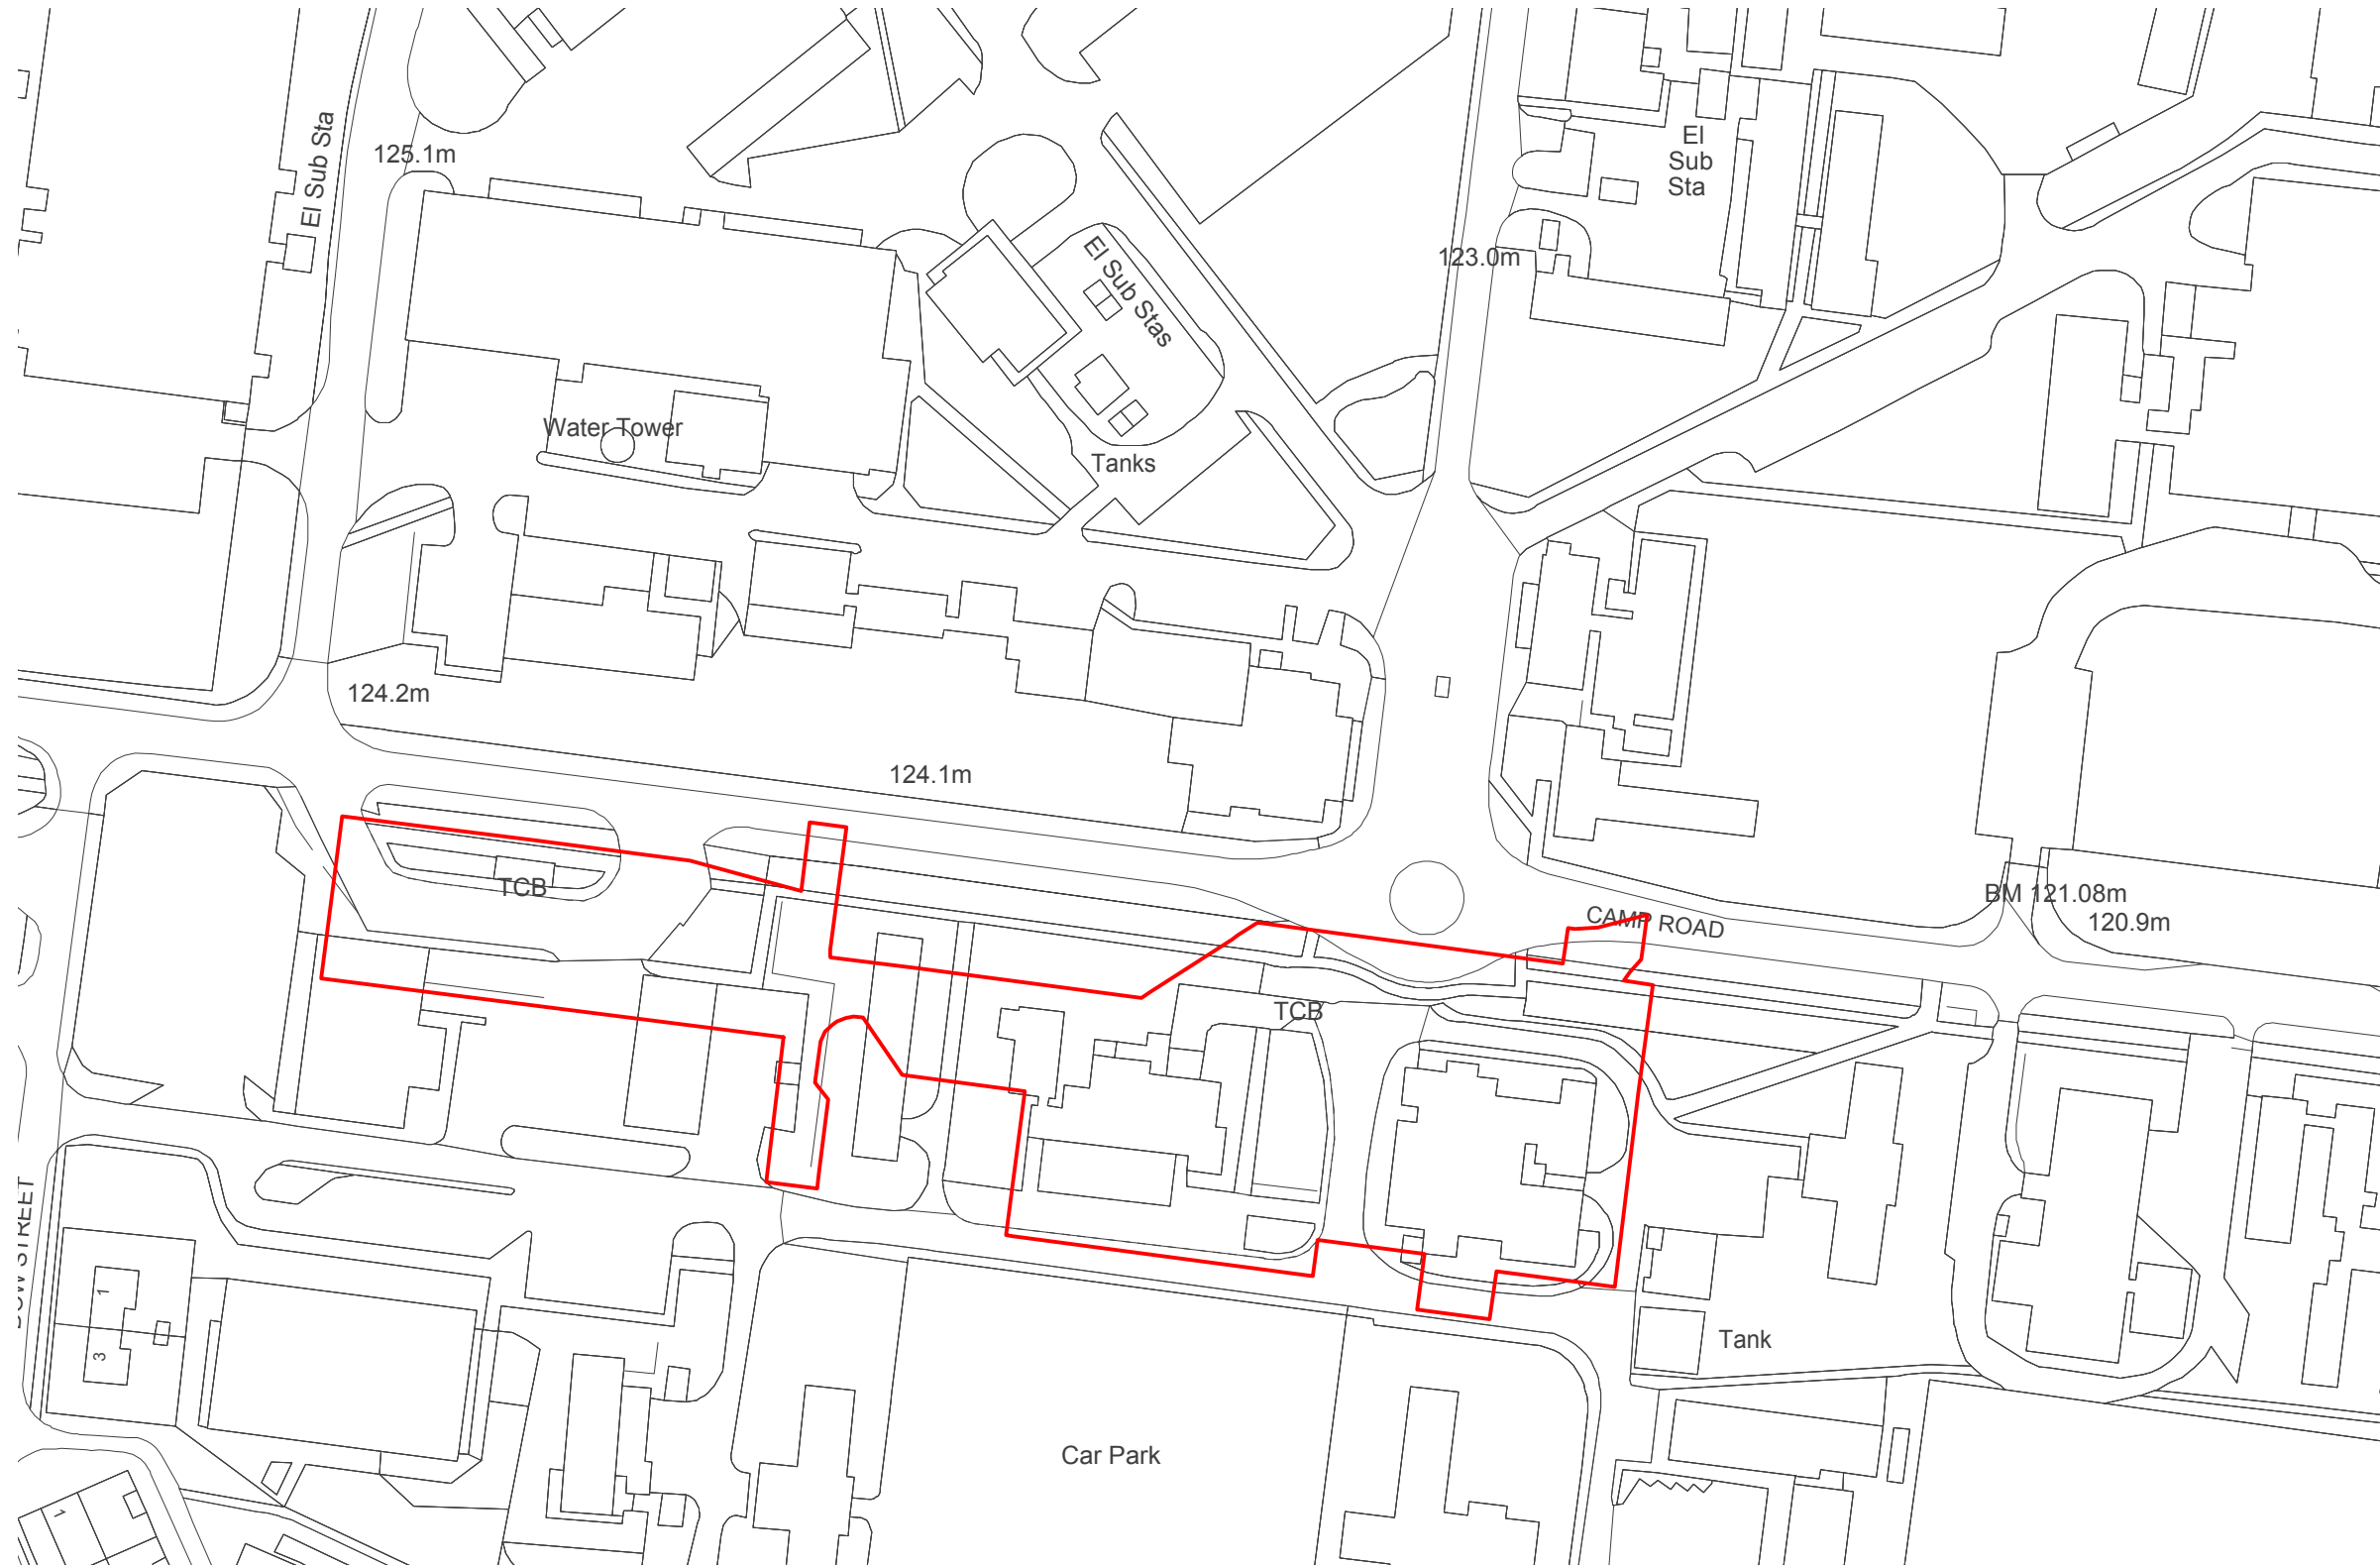 El Sub Sta
125.1m
El
Sub
Sta
El Sub Stas
123.0m
Water Tower
Tanks
124.2m
124.1m
TCB
CAMP ROAD
BM 121.08m
120.9m
TCB
STREET
1
3
Tank
Car Park
1